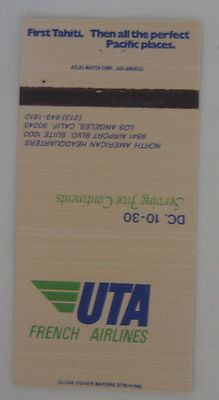 First Tahiti. Then all the perfect
Pacific places.
ATLAS MATCH CORP., LOS ANGELES
NORTH AMERICAN HEADQUARTERS
9841 AIRPORT BLVD. SUITE 1000
LOS ANGELES, CALIF. 90045
(213) 649-1810
DC. 10-30
Serving Five Continents
UTA
FRENCH AIRLINES
CLOSE COVER BEFORE STRIKING